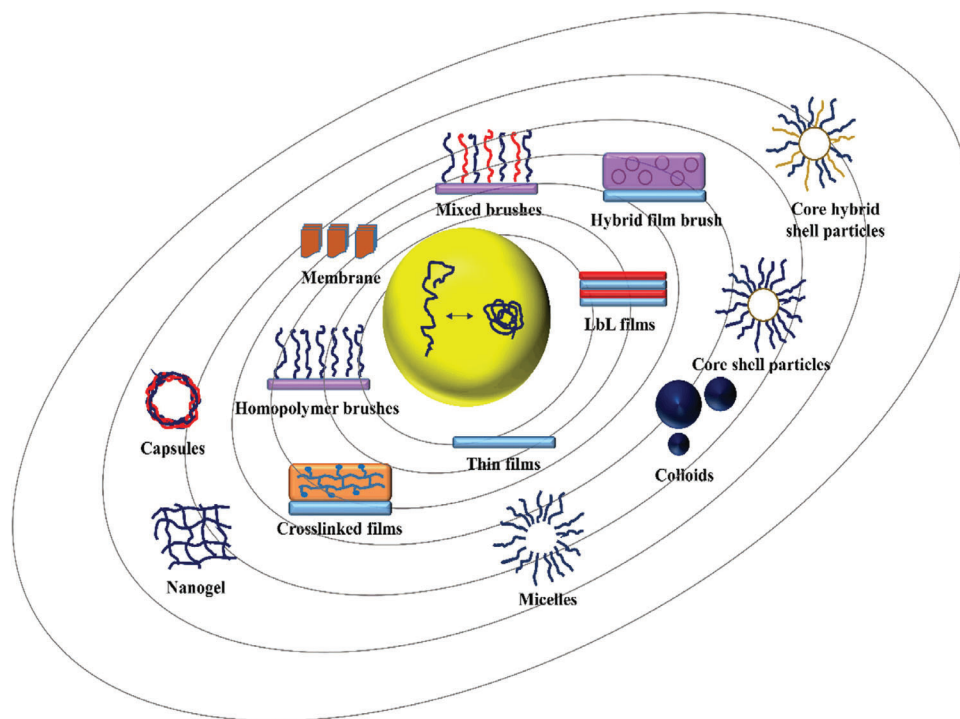 Mixed brushes
Hybrid film brush
Core hybrid
shell particles
Membrane
LbL films
Core shell particles
Homopolymer brushes
Capsules
Thin films
Colloids
Crosslinked films
Nanogel
Micelles